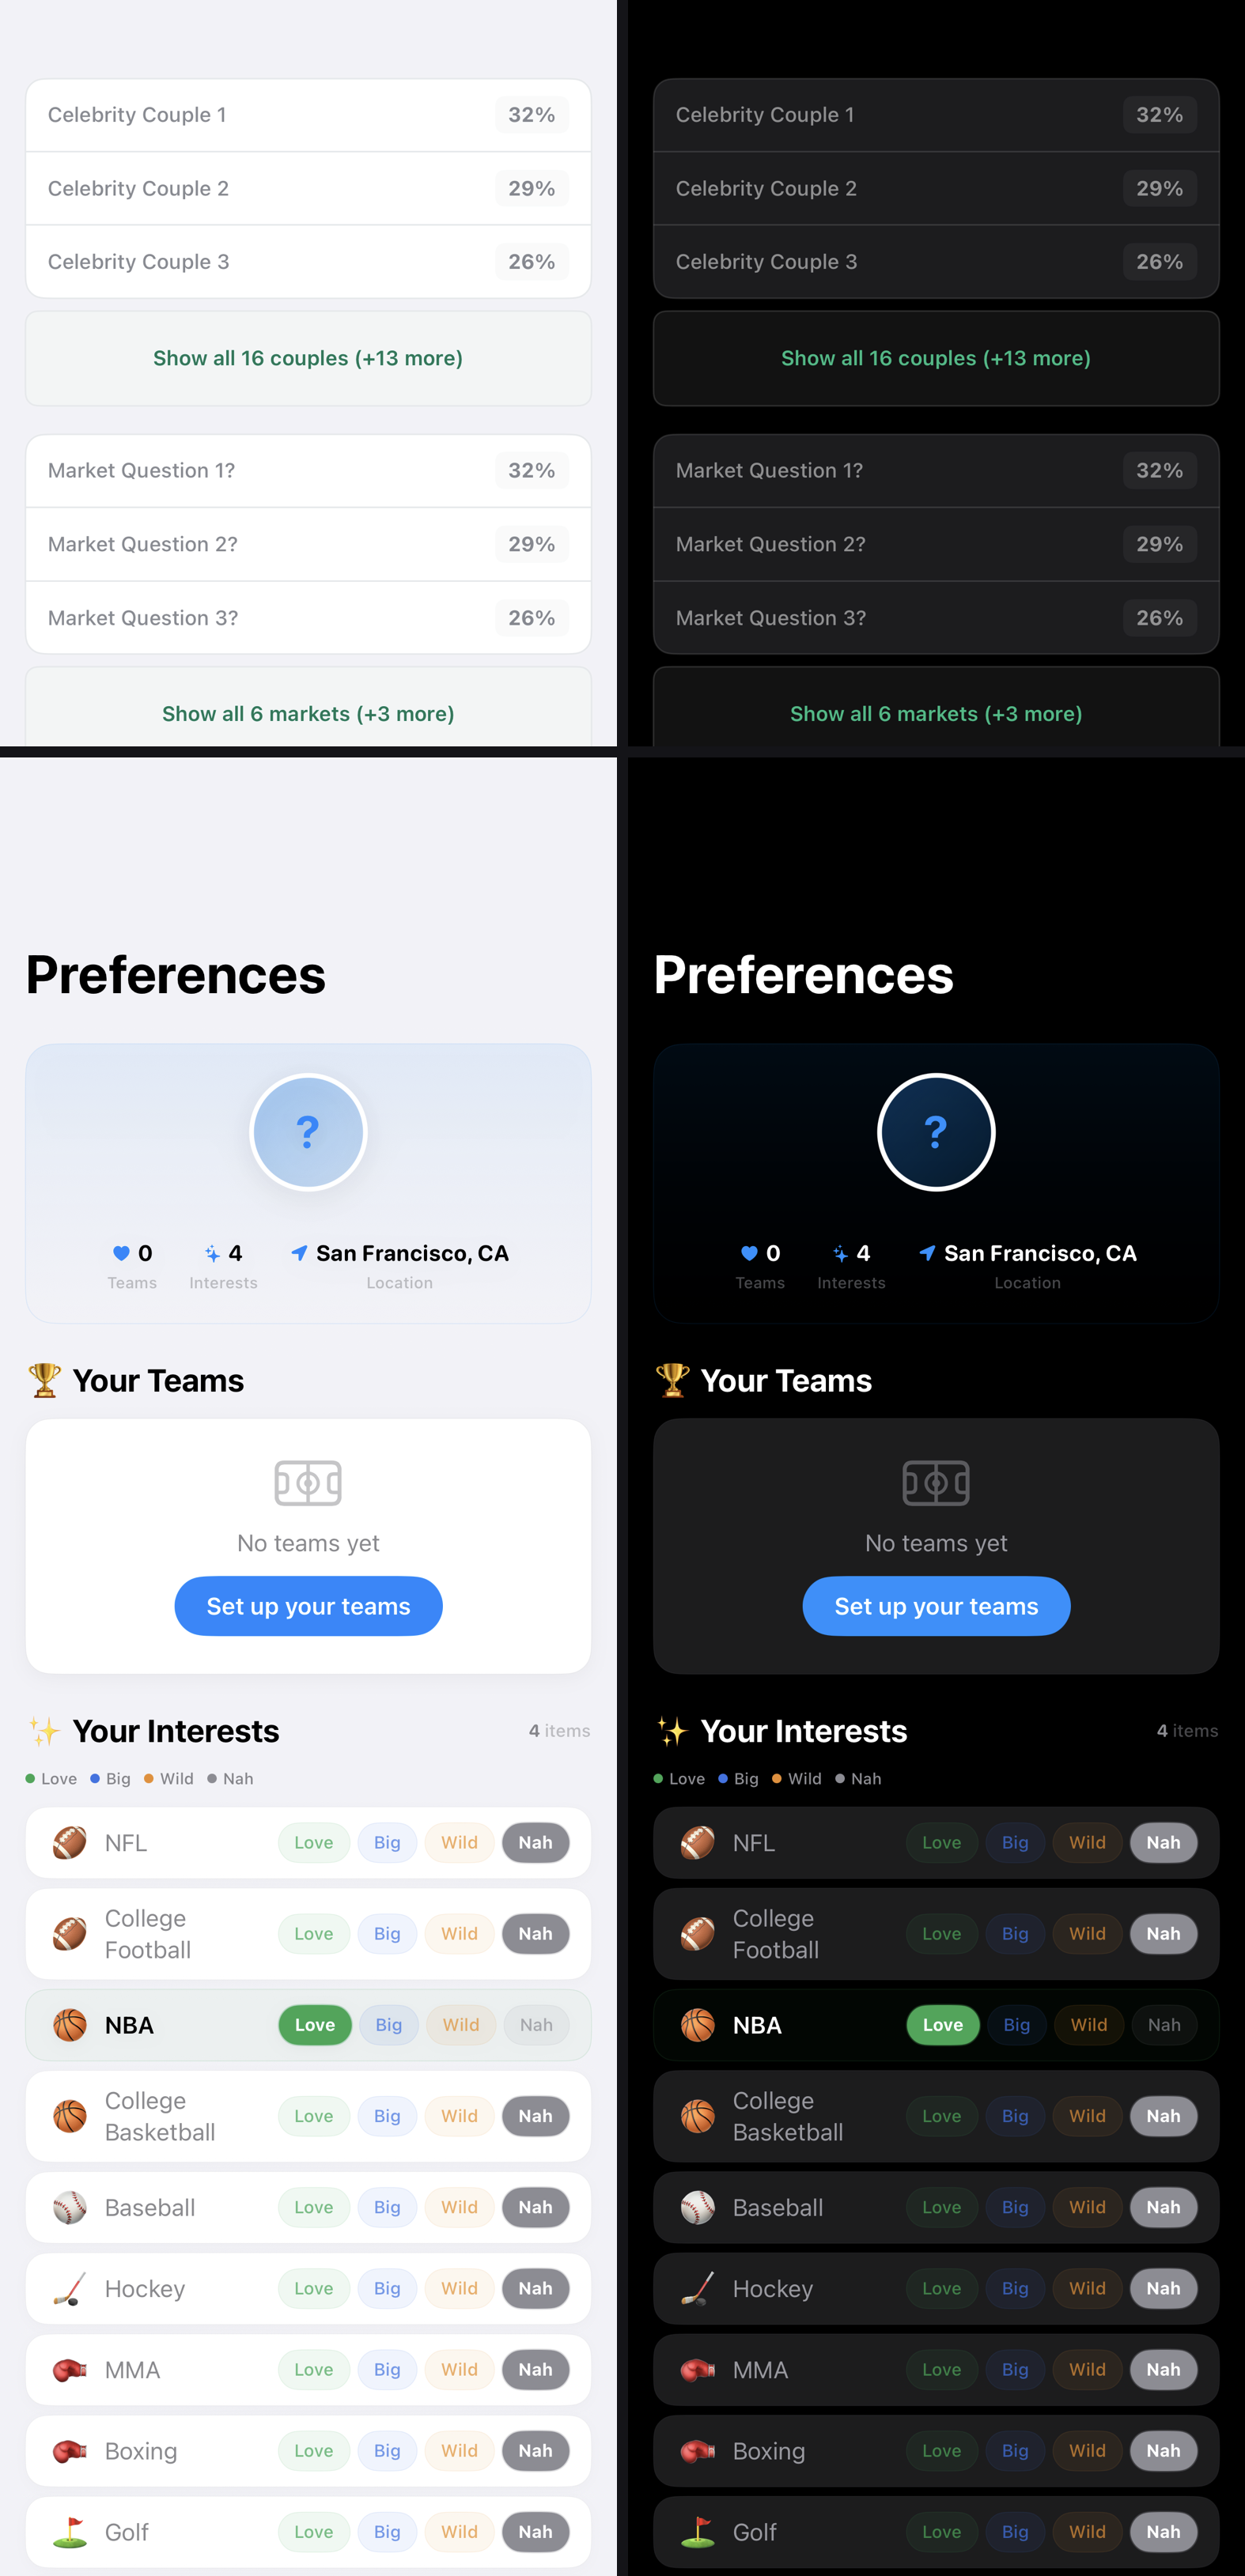 Celebrity Couple 1 32%
Celebrity Couple 2 29%
Celebrity Couple 3 26%
Show all 16 couples (+13 more)
Market Question 1? 32%
Market Question 2? 29%
Market Question 3? 26%
Show all 6 markets (+3 more)
Celebrity Couple 1 32%
Celebrity Couple 2 29%
Celebrity Couple 3 26%
Show all 16 couples (+13 more)
Market Question 1? 32%
Market Question 2? 29%
Market Question 3? 26%
Show all 6 markets (+3 more)
Preferences
?
0 4 San Francisco, CA
Teams Interests Location
Your Teams
No teams yet
Set up your teams
Your Interests 4 items
Love Big Wild Nah
NFL Love Big Wild Nah
College
Football Love Big Wild Nah
NBA Love Big Wild Nah
College
Basketball Love Big Wild Nah
Baseball Love Big Wild Nah
Hockey Love Big Wild Nah
MMA Love Big Wild Nah
Boxing Love Big Wild Nah
Golf Love Big Wild Nah
Preferences
?
0 4 San Francisco, CA
Teams Interests Location
Your Teams
No teams yet
Set up your teams
Your Interests 4 items
Love Big Wild Nah
NFL Love Big Wild Nah
College
Football Love Big Wild Nah
NBA Love Big Wild Nah
College
Basketball Love Big Wild Nah
Baseball Love Big Wild Nah
Hockey Love Big Wild Nah
MMA Love Big Wild Nah
Boxing Love Big Wild Nah
Golf Love Big Wild Nah